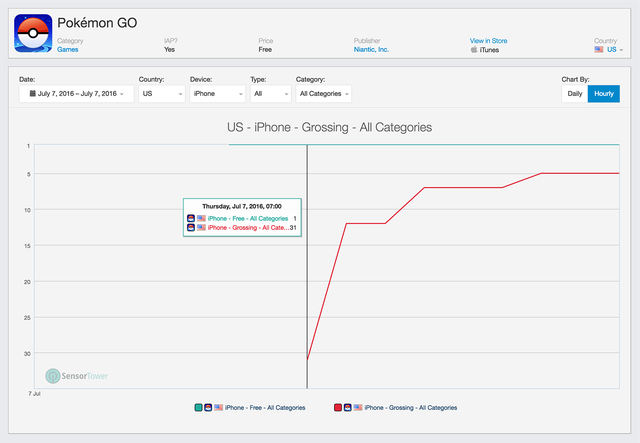 Pokémon GO
Category IAP? Price Publisher View in Store Country
Games Yes Free Niantic, Inc. iTunes US
Date: Country: Device: Type: Category: Chart By:
July 7, 2016 – July 7, 2016 US iPhone All All Categories Daily Hourly
US - iPhone - Grossing - All Categories
1
5
10
15
20
25
30
Thursday, Jul 7, 2016, 07:00
iPhone - Free - All Categories 1
iPhone - Grossing - All Cate... 31
SensorTower
7 Jul
iPhone - Free - All Categories iPhone - Grossing - All Categories